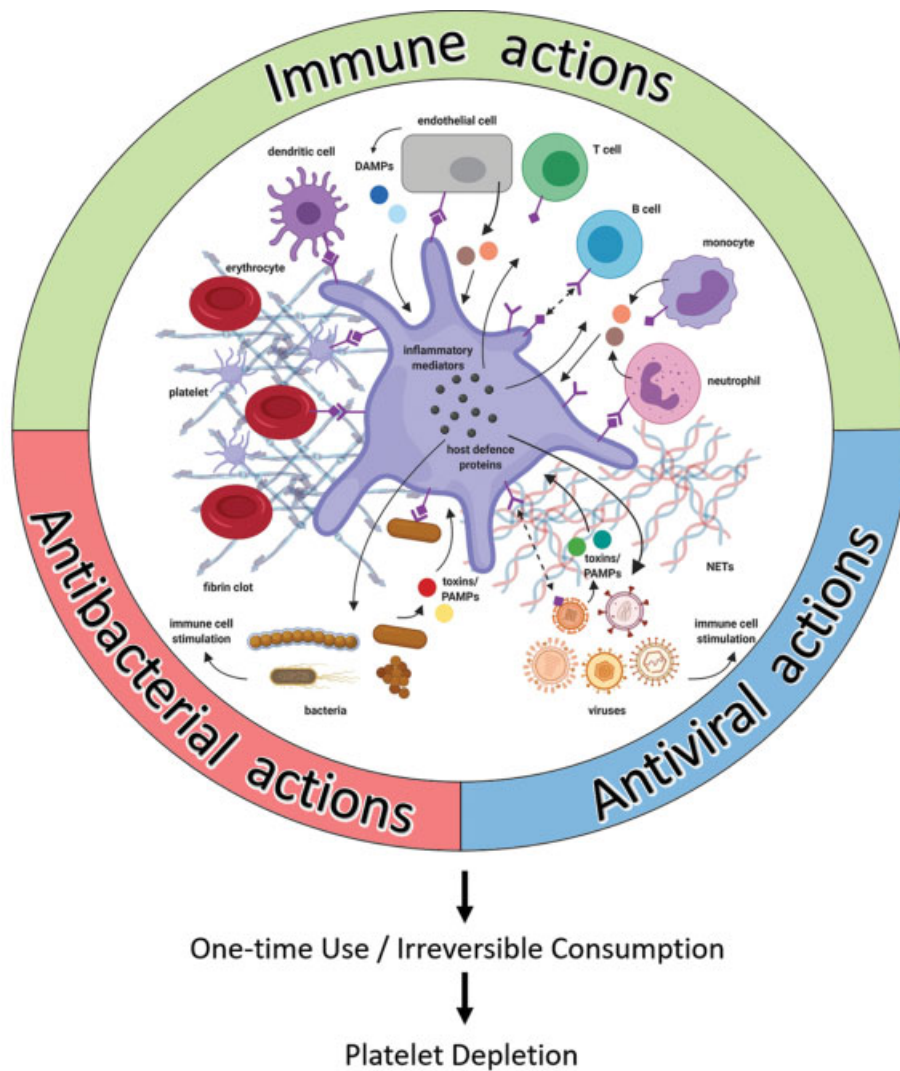 Immune actions
endothelial cell
dendritic cell
DAMPs
T cell
B cell
monocyte
erythrocyte
inflammatory
mediators
platelet
neutrophil
host defence
proteins
fibrin clot
toxins/
PAMPs
toxins/
PAMPs
NETs
immune cell
stimulation
immune cell
stimulation
bacteria
viruses
Antibacterial actions
Antiviral actions
One-time Use / Irreversible Consumption
Platelet Depletion